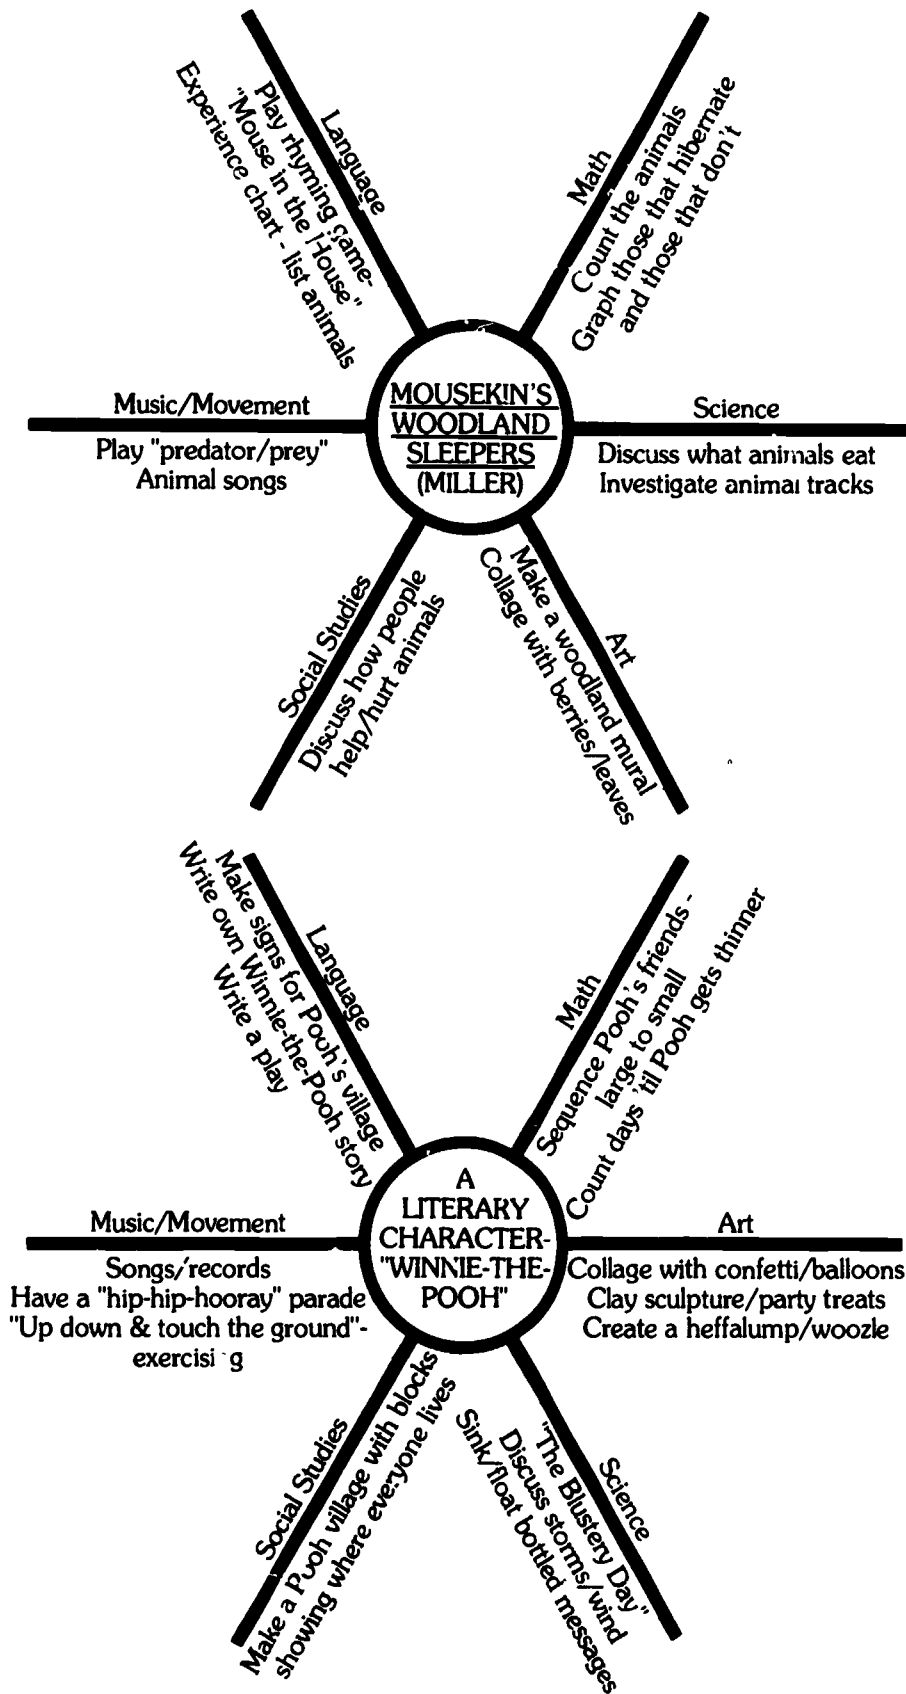 Language
Play rhyming game-
"Mouse in the House"
Experience chart - list animals
Math
Count the animals
Graph those that hibernate
and those that don't
Music/Movement
Play "predator/prey"
Animal songs
MOUSEKIN'S
WOODLAND
SLEEPERS
(MILLER)
Science
Discuss what animals eat
Investigate animal tracks
Social Studies
Discuss how people
help/hurt animals
Art
Make a woodland mural
Collage with berries/leaves
Language
Make signs for Pooh's village
Write own Winnie-the-Pooh story
Write a play
Math
Sequence Pooh's friends -
large to small
Count days 'til Pooh gets thinner
Music/Movement
Songs/records
Have a "hip-hip-hooray" parade
"Up down & touch the ground"-
exercising
A
LITERARY
CHARACTER-
"WINNIE-THE-
POOH"
Art
Collage with confetti/balloons
Clay sculpture/party treats
Create a heffalump/woozle
Social Studies
Make a Pooh village with blocks
showing where everyone lives
Science
"The Blustery Day"
Discuss storms/wind
Sink/float bottled messages